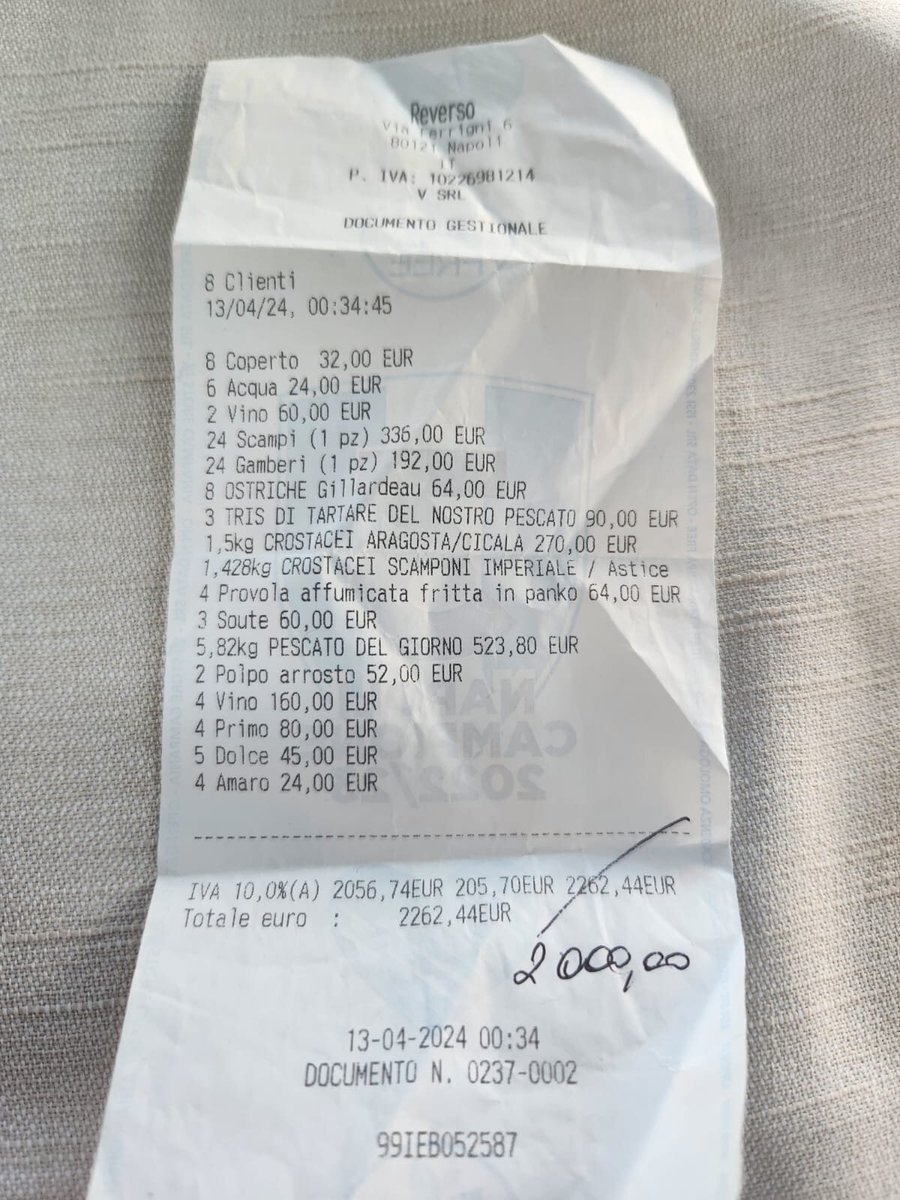 Reverso
Via Ferrigni 6
80121 Napoli
IT
P. IVA: 10226981214
V SRL
DOCUMENTO GESTIONALE
8 Clienti
13/04/24, 00:34:45
8 Coperto 32,00 EUR
6 Acqua 24,00 EUR
2 Vino 60,00 EUR
24 Scampi (1 pz) 336,00 EUR
24 Gamberi (1 pz) 192,00 EUR
8 OSTRICHE Gillardeau 64,00 EUR
3 TRIS DI TARTARE DEL NOSTRO PESCATO 90,00 EUR
1,5kg CROSTACEI ARAGOSTA/CICALA 270,00 EUR
1,428kg CROSTACEI SCAMPONI IMPERIALE / Astice
4 Provola affumicata fritta in panko 64,00 EUR
3 Soute 60,00 EUR
5,82kg PESCATO DEL GIORNO 523,80 EUR
2 Polpo arrosto 52,00 EUR
4 Vino 160,00 EUR
4 Primo 80,00 EUR
5 Dolce 45,00 EUR
4 Amaro 24,00 EUR
IVA 10,0%(A) 2056,74EUR 205,70EUR 2262,44EUR
Totale euro : 2262,44EUR
2000,00
13-04-2024 00:34
DOCUMENTO N. 0237-0002
99IEB052587